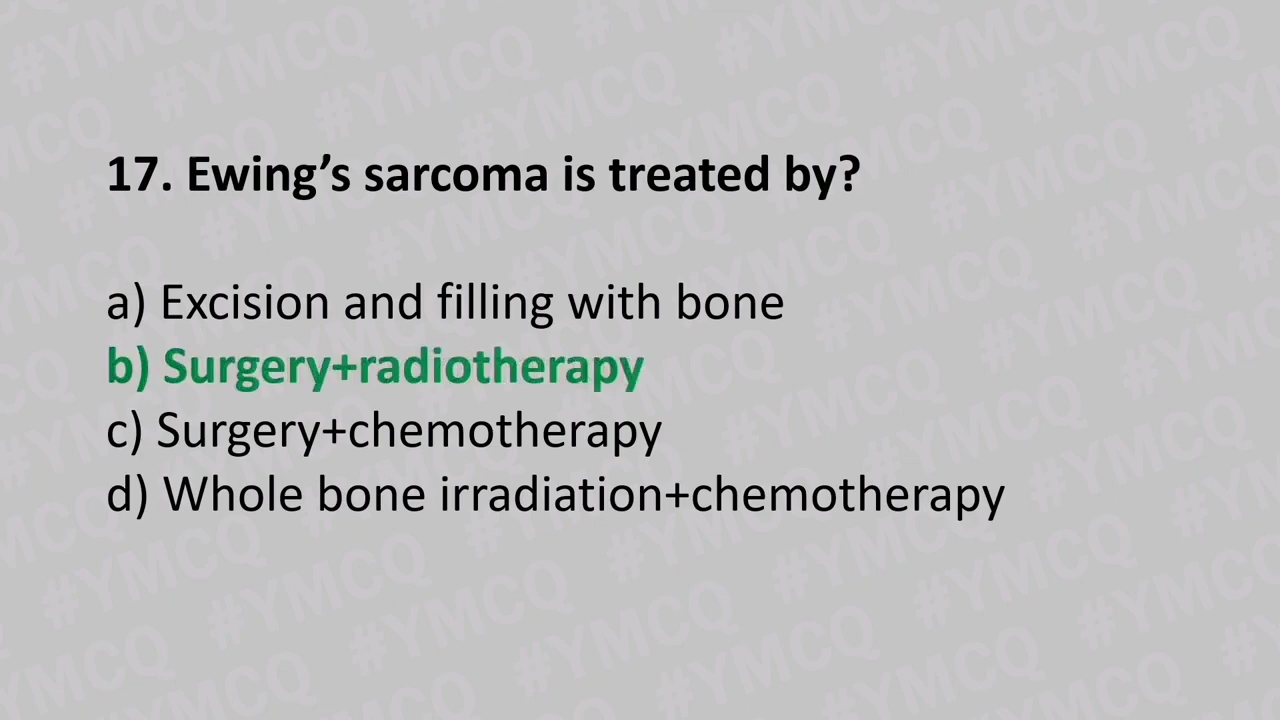 17. Ewing’s sarcoma is treated by?
a) Excision and filling with bone
b) Surgery+radiotherapy
c) Surgery+chemotherapy
d) Whole bone irradiation+chemotherapy
#YMCQ